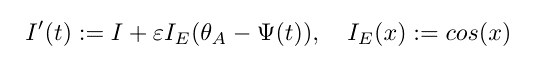 I′(t) := I + εI_E(θ_A − Ψ(t)),  I_E(x) := cos(x)